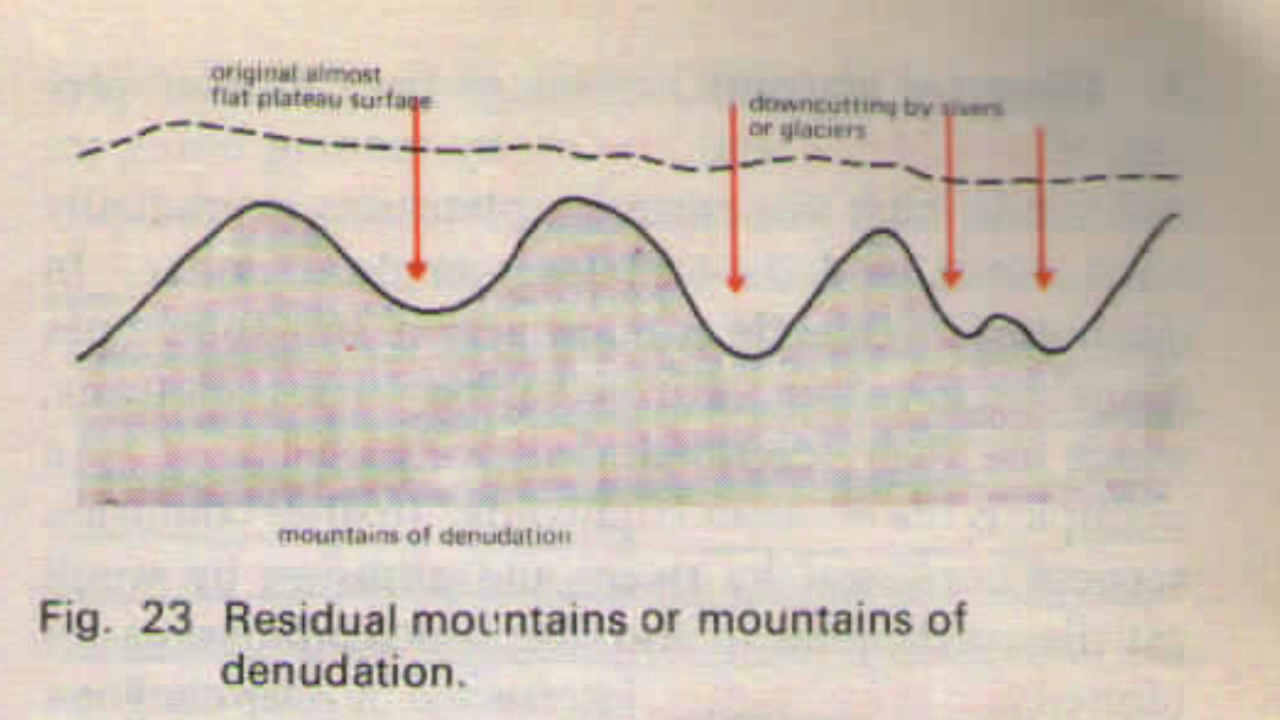 original almost
flat plateau surface
downcutting by rivers
or glaciers
mountains of denudation
Fig. 23 Residual mountains or mountains of
denudation.